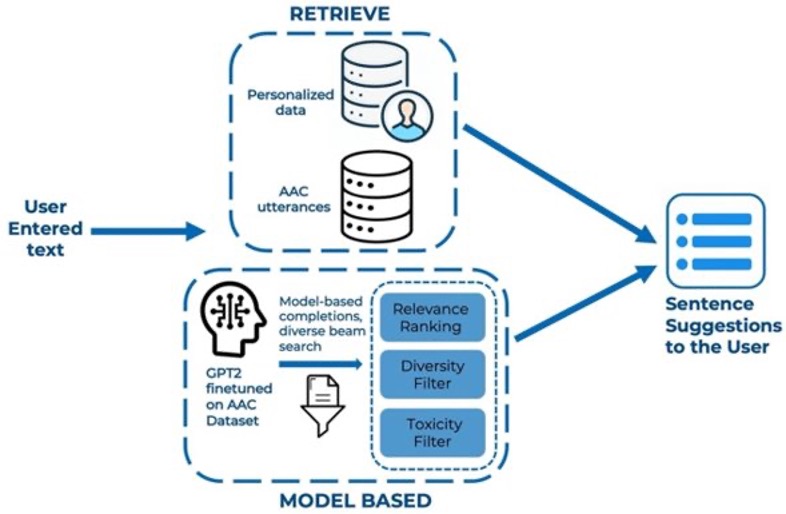 RETRIEVE
Personalized
data
AAC
utterances
User
Entered
text
GPT2
finetuned
on AAC
Dataset
Model-based
completions,
diverse beam
search
Relevance
Ranking
Diversity
Filter
Toxicity
Filter
MODEL BASED
Sentence
Suggestions
to the User